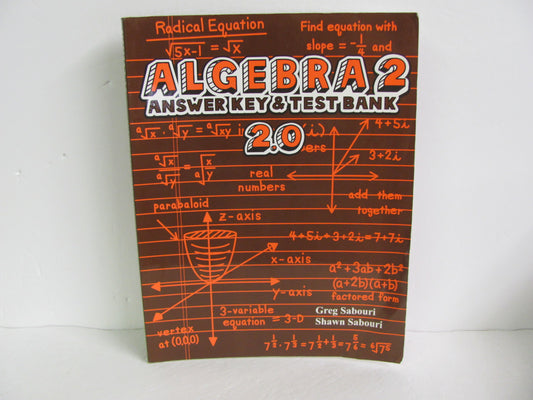 Radical Equation
√5x-1 = √x
Find equation with
slope = -1/4 and
ALGEBRA 2
ANSWER KEY & TEST BANK
2.0
ᵃ√x · ᵃ√y = ᵃ√xy
4+5i
3+2i
ᵃ√x / ᵃ√y = ᵃ√x/y
real
numbers
add them
together
paraboloid
z-axis
4+5i+3+2i=7+7i
x-axis
a²+3ab+2b²
(a+2b)(a+b)
factored form
y-axis
3-variable
equation = 3-D
Greg Sabouri
Shawn Sabouri
vertex
at (0,0,0)